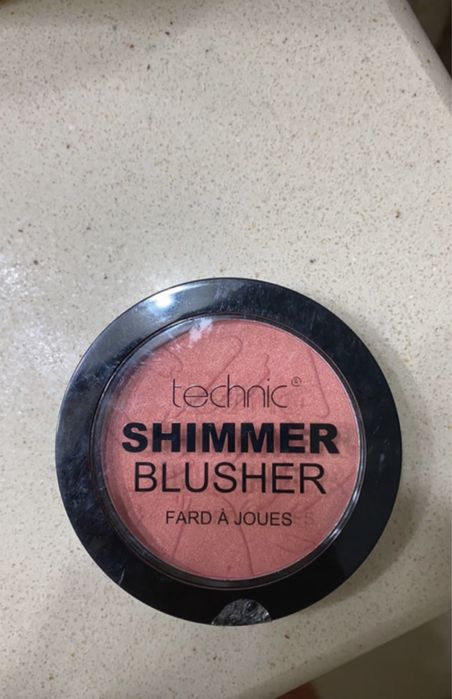 technic®
SHIMMER
BLUSHER
FARD À JOUES